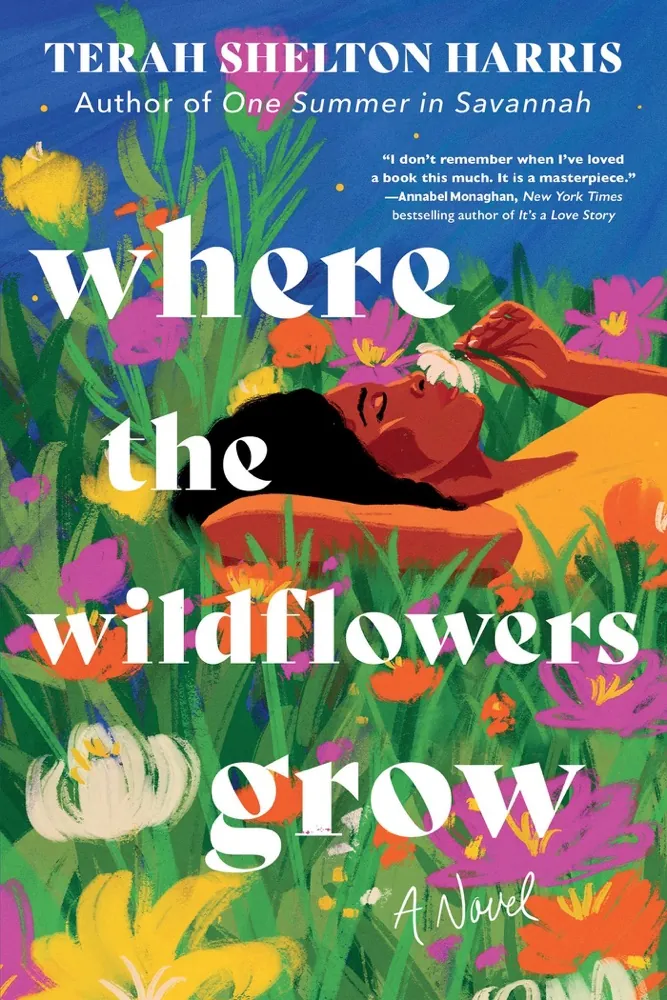 TERAH SHELTON HARRIS
Author of One Summer in Savannah
“I don’t remember when I’ve loved
a book this much. It is a masterpiece.”
—Annabel Monaghan, New York Times
bestselling author of It’s a Love Story
where
the
wildflowers
grow
A Novel